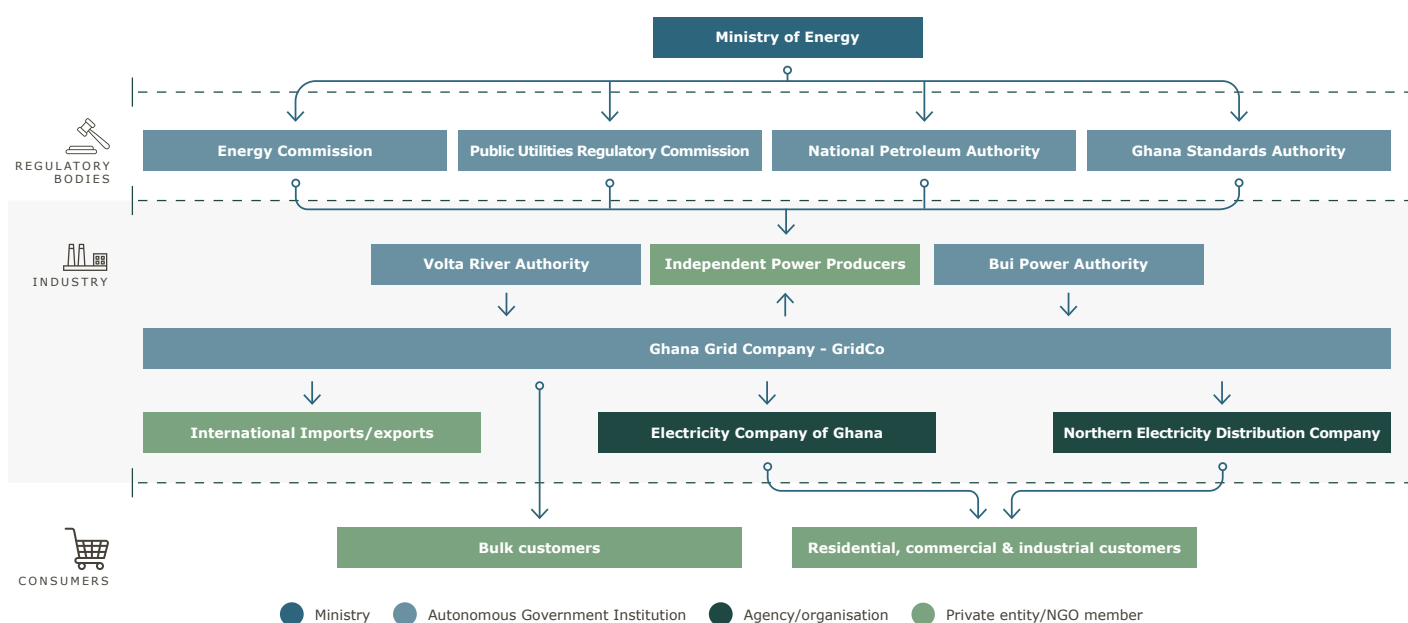 Ministry of Energy
REGULATORY
BODIES
Energy Commission
Public Utilities Regulatory Commission
National Petroleum Authority
Ghana Standards Authority
INDUSTRY
Volta River Authority
Independent Power Producers
Bui Power Authority
Ghana Grid Company - GridCo
International Imports/exports
Electricity Company of Ghana
Northern Electricity Distribution Company
CONSUMERS
Bulk customers
Residential, commercial & industrial customers
Ministry
Autonomous Government Institution
Agency/organisation
Private entity/NGO member